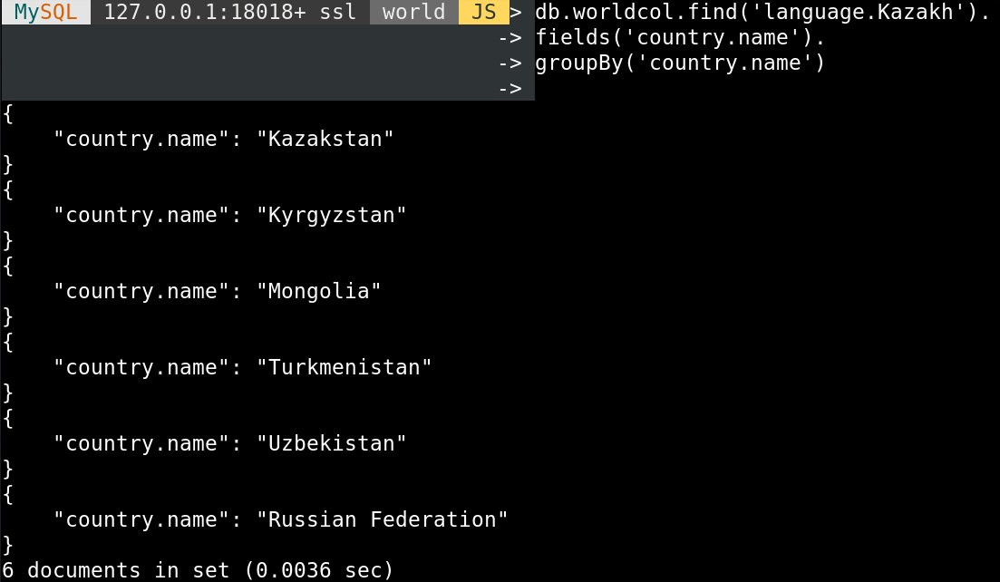 MySQL 127.0.0.1:18018+ ssl world JS > db.worldcol.find('language.Kazakh').
-> fields('country.name').
-> groupBy('country.name')
->
{
    "country.name": "Kazakstan"
}
{
    "country.name": "Kyrgyzstan"
}
{
    "country.name": "Mongolia"
}
{
    "country.name": "Turkmenistan"
}
{
    "country.name": "Uzbekistan"
}
{
    "country.name": "Russian Federation"
}
6 documents in set (0.0036 sec)